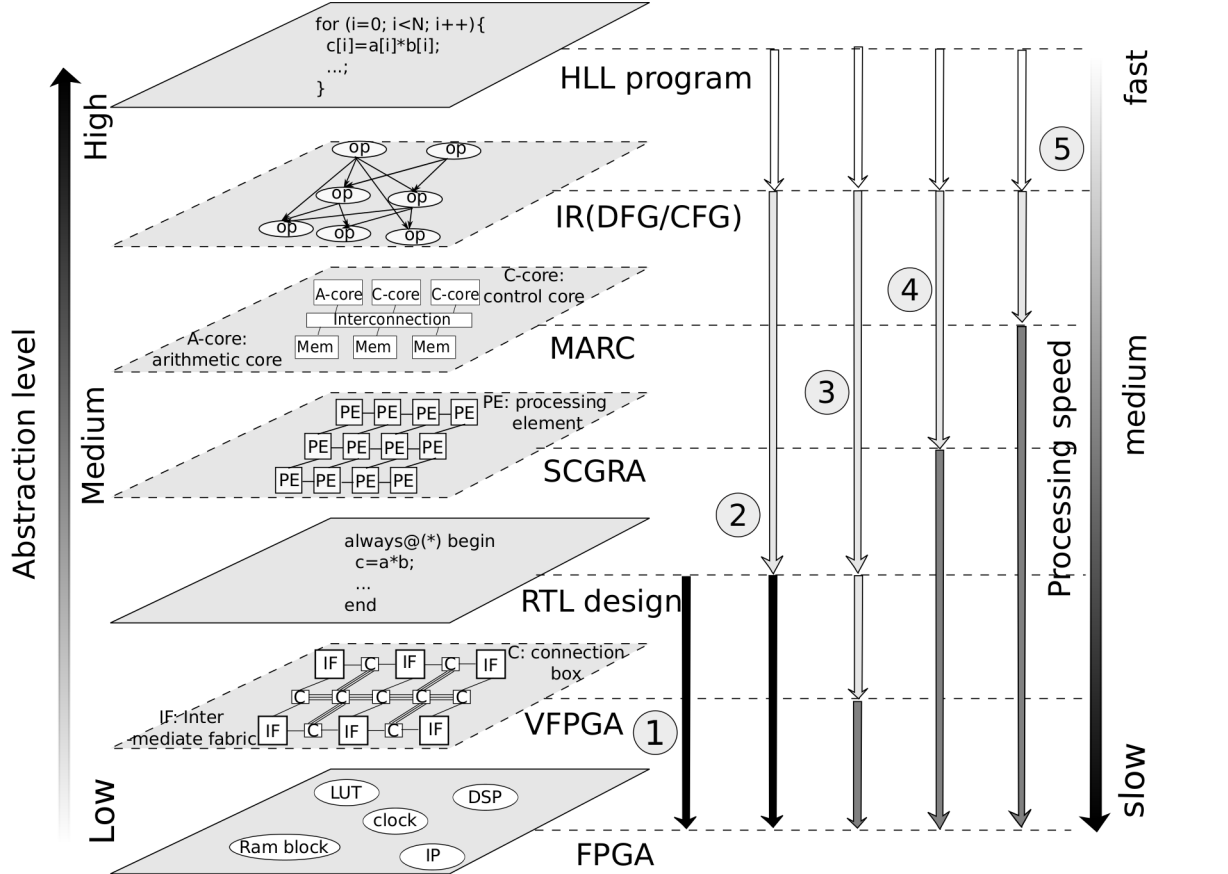 for (i=0; i<N; i++){
c[i]=a[i]*b[i];
...;
}
HLL program
fast
High
op
op
op
op
op
op
op
5
IR(DFG/CFG)
C-core:
control core
A-core
C-core
C-core
Interconnection
Mem
Mem
Mem
A-core:
arithmetic core
4
MARC
Abstraction level
Medium
PE: processing
element
PE
PE
PE
PE
PE
PE
PE
PE
PE
PE
PE
PE
3
SCGRA
medium
Processing speed
always@(*) begin
c=a*b;
...
end
2
RTL design
C: connection
box
IF
C
IF
C
IF
C
C
C
C
C
IF
C
IF
C
IF
IF: Inter
mediate fabric
VFPGA
1
Low
slow
LUT
DSP
clock
Ram block
IP
FPGA